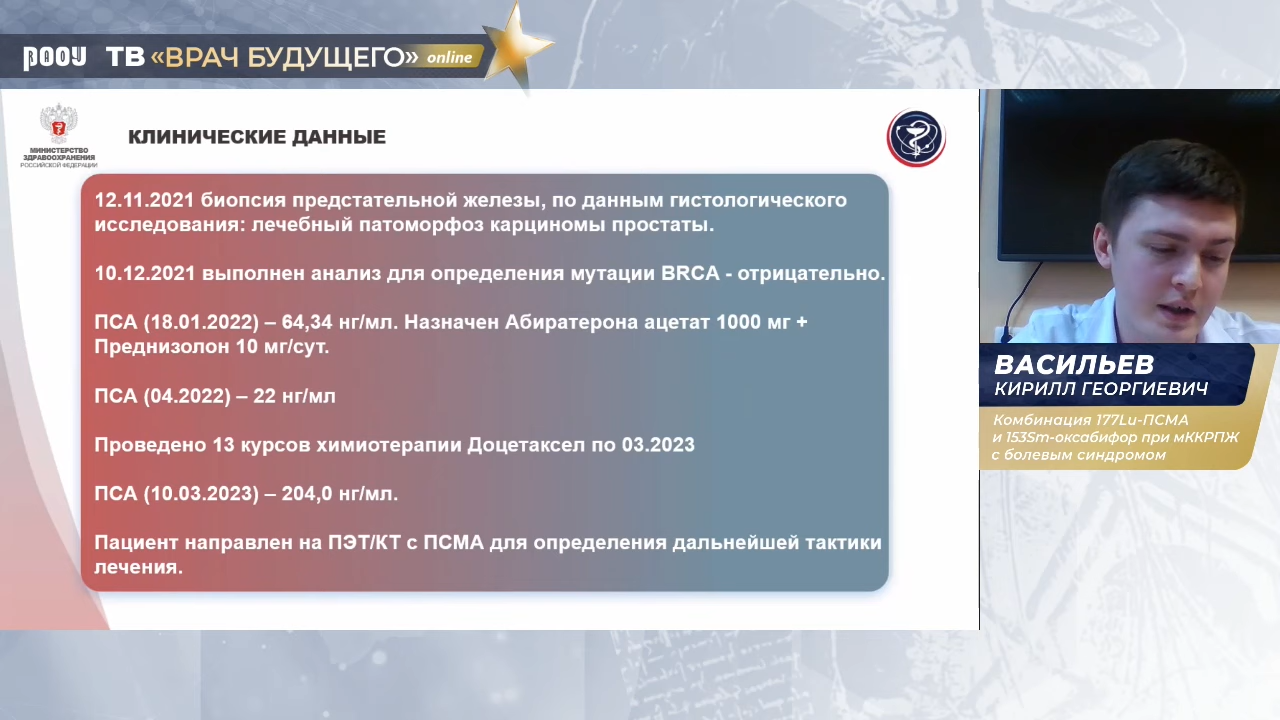 РООУ ТВ «ВРАЧ БУДУЩЕГО» online
МИНИСТЕРСТВО
ЗДРАВООХРАНЕНИЯ
РОССИЙСКОЙ ФЕДЕРАЦИИ
КЛИНИЧЕСКИЕ ДАННЫЕ
12.11.2021 биопсия предстательной железы, по данным гистологического
исследования: лечебный патоморфоз карциномы простаты.
10.12.2021 выполнен анализ для определения мутации BRCA - отрицательно.
ПСА (18.01.2022) – 64,34 нг/мл. Назначен Абиратерона ацетат 1000 мг +
Преднизолон 10 мг/сут.
ПСА (04.2022) – 22 нг/мл
Проведено 13 курсов химиотерапии Доцетаксел по 03.2023
ПСА (10.03.2023) – 204,0 нг/мл.
Пациент направлен на ПЭТ/КТ с ПСМА для определения дальнейшей тактики
лечения.
ВАСИЛЬЕВ
КИРИЛЛ ГЕОРГИЕВИЧ
Комбинация 177Lu-ПСМА
и 153Sm-оксабифор при мККРПЖ
с болевым синдромом